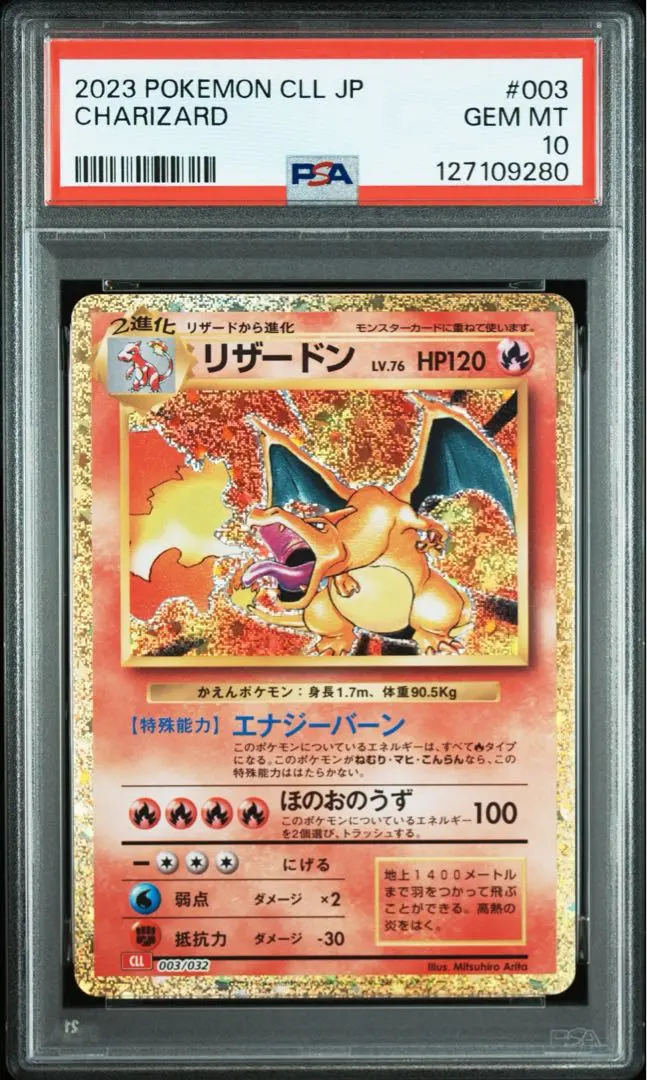 2023 POKEMON CLL JP #003
CHARIZARD GEM MT
10
PSA 127109280
2進化 リザードから進化 モンスターカードに重ねて使います。
リザードン LV.76 HP120
かえんポケモン：身長1.7m、体重90.5Kg
【特殊能力】エナジーバーン
このポケモンについているエネルギーは、すべて🔥タイプ
になる。このポケモンがねむり・マヒ・こんらんなら、この
特殊能力ははたらかない。
ほのおのうず 100
このポケモンについているエネルギー
を2個選び、トラッシュする。
にげる
弱点 ダメージ ×2
抵抗力 ダメージ -30
地上1400メートル
まで羽をつかって飛ぶ
ことができる。高熱の
炎をはく。
CLL 003/032 Illus. Mitsuhiro Arita
PSA